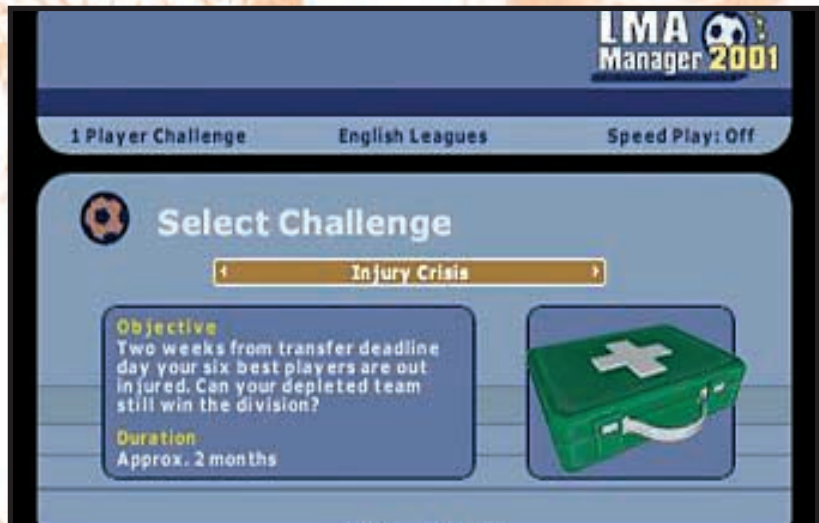 LMA
Manager 2001
1 Player Challenge English Leagues Speed Play: Off
Select Challenge
Injury Crisis
Objective
Two weeks from transfer deadline
day your six best players are out
injured. Can your depleted team
still win the division?
Duration
Approx. 2 months